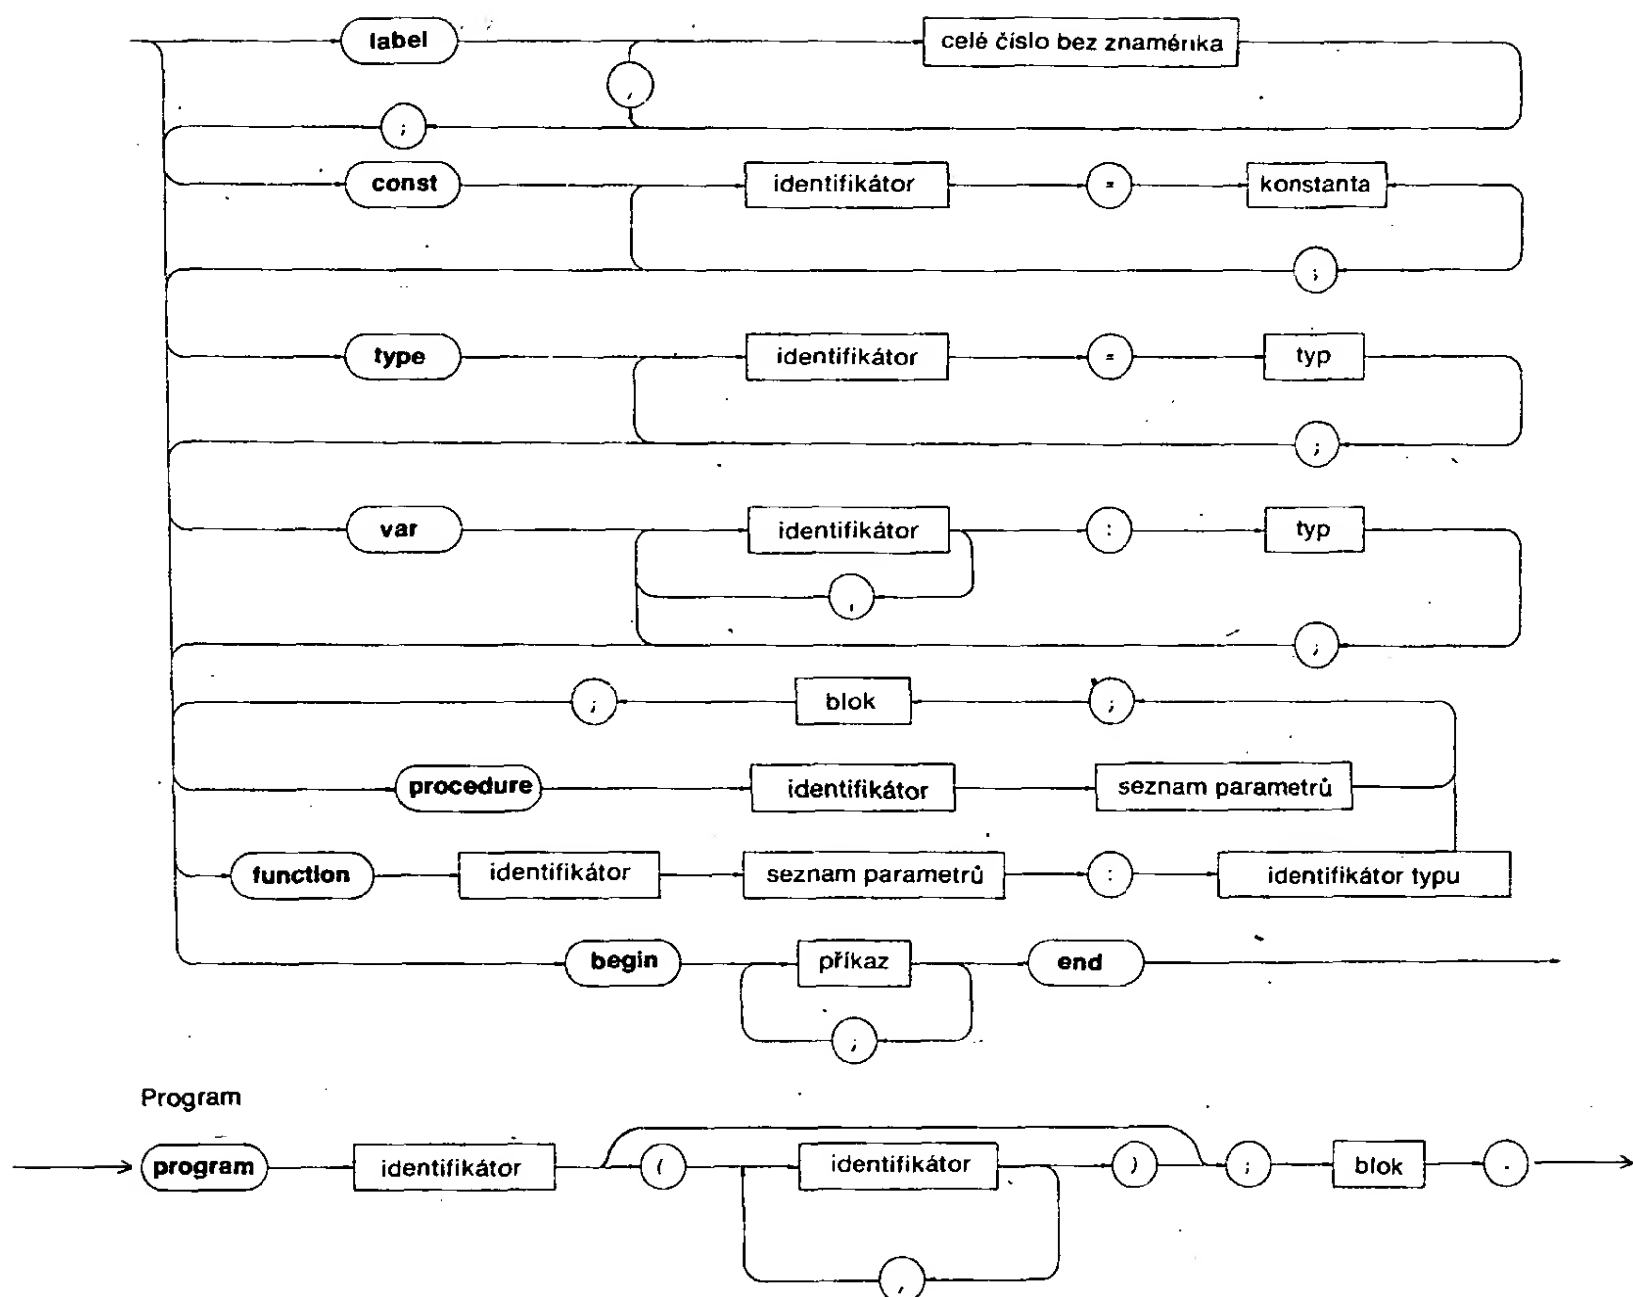 label celé číslo bez znaménka
,
;
const identifikátor = konstanta
;
type identifikátor = typ
;
var identifikátor : typ
,
;
; blok ;
procedure identifikátor seznam parametrů
function identifikátor seznam parametrů : identifikátor typu
begin příkaz end
;
Program
program identifikátor ( identifikátor ) ; blok .
,